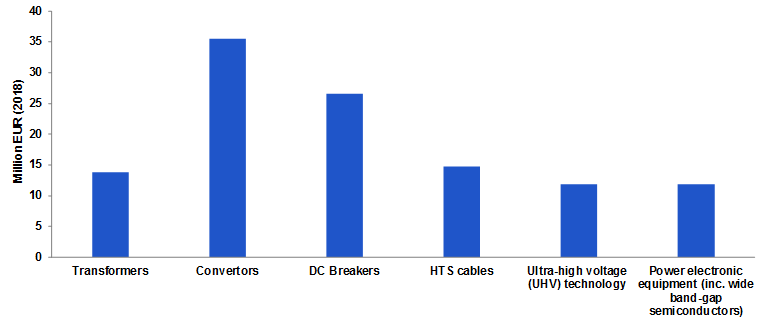 40
35
30
25
20
15
10
5
0
Million EUR (2018)
Transformers
Convertors
DC Breakers
HTS cables
Ultra-high voltage
(UHV) technology
Power electronic
equipment (inc. wide
band-gap
semiconductors)